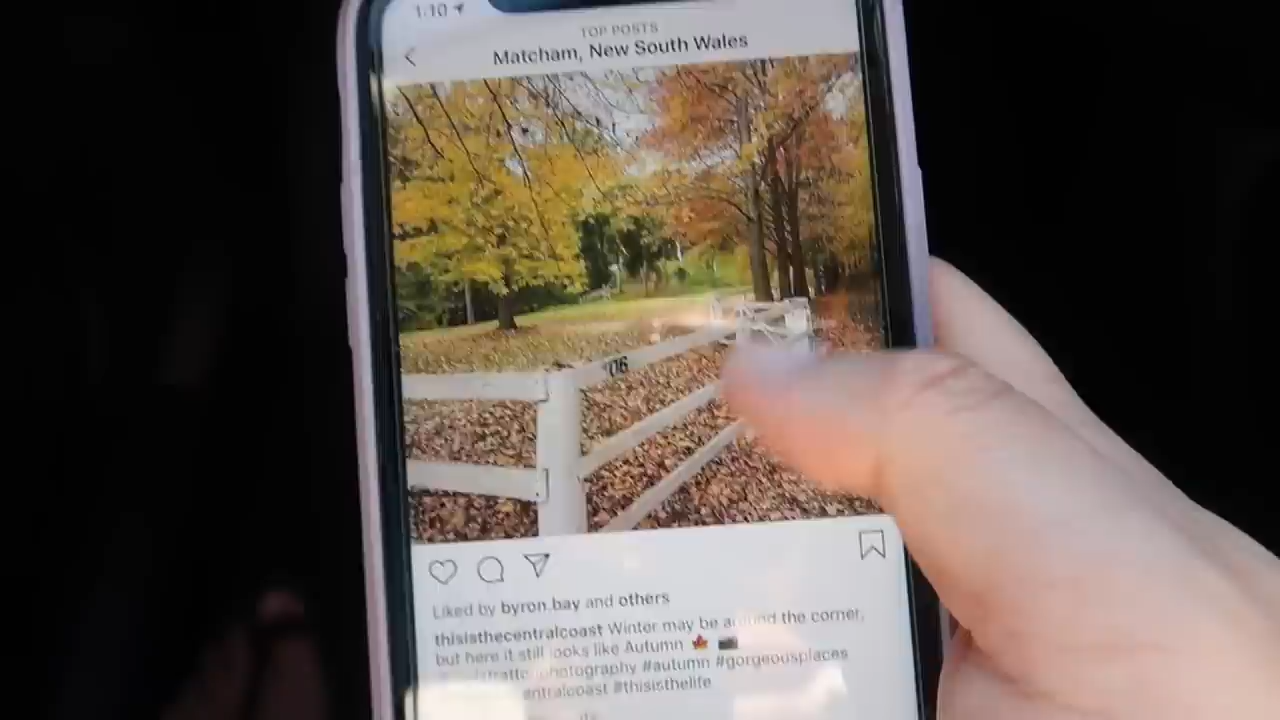 1:10
TOP POSTS
Matcham, New South Wales
'06
Liked by byron.bay and others
thisisthecentralcoast Winter may be around the corner,
but here it still looks like Autumn 🍁 📷
photography #autumn #gorgeousplaces
entralcoast #thisisthelife